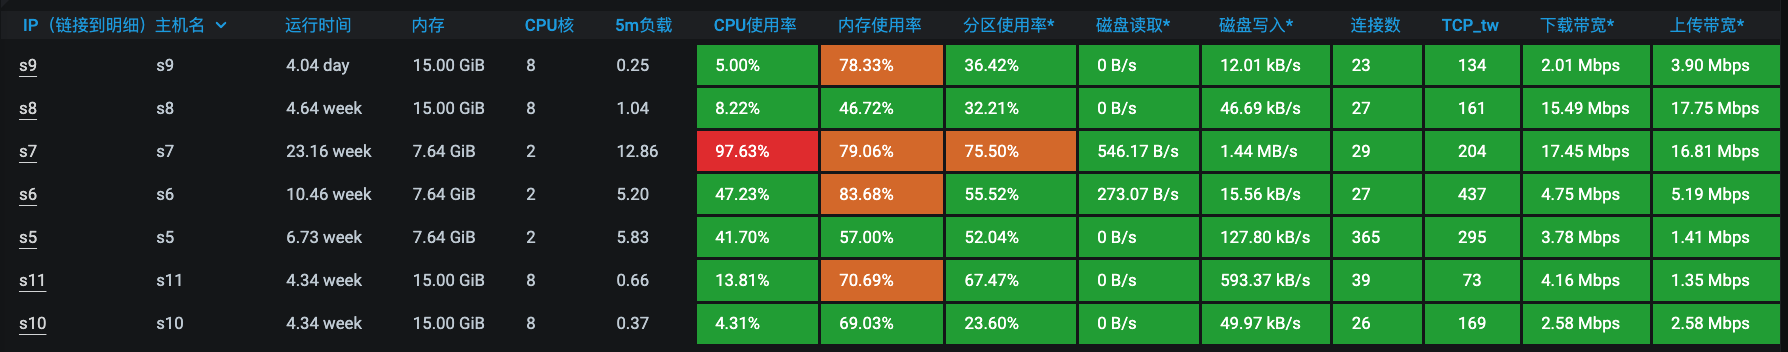 IP（链接到明细） 主机名 运行时间 内存 CPU核 5m负载 CPU使用率 内存使用率 分区使用率* 磁盘读取* 磁盘写入* 连接数 TCP_tw 下载带宽* 上传带宽*
s9 s9 4.04 day 15.00 GiB 8 0.25 5.00% 78.33% 36.42% 0 B/s 12.01 kB/s 23 134 2.01 Mbps 3.90 Mbps
s8 s8 4.64 week 15.00 GiB 8 1.04 8.22% 46.72% 32.21% 0 B/s 46.69 kB/s 27 161 15.49 Mbps 17.75 Mbps
s7 s7 23.16 week 7.64 GiB 2 12.86 97.63% 79.06% 75.50% 546.17 B/s 1.44 MB/s 29 204 17.45 Mbps 16.81 Mbps
s6 s6 10.46 week 7.64 GiB 2 5.20 47.23% 83.68% 55.52% 273.07 B/s 15.56 kB/s 27 437 4.75 Mbps 5.19 Mbps
s5 s5 6.73 week 7.64 GiB 2 5.83 41.70% 57.00% 52.04% 0 B/s 127.80 kB/s 365 295 3.78 Mbps 1.41 Mbps
s11 s11 4.34 week 15.00 GiB 8 0.66 13.81% 70.69% 67.47% 0 B/s 593.37 kB/s 39 73 4.16 Mbps 1.35 Mbps
s10 s10 4.34 week 15.00 GiB 8 0.37 4.31% 69.03% 23.60% 0 B/s 49.97 kB/s 26 169 2.58 Mbps 2.58 Mbps